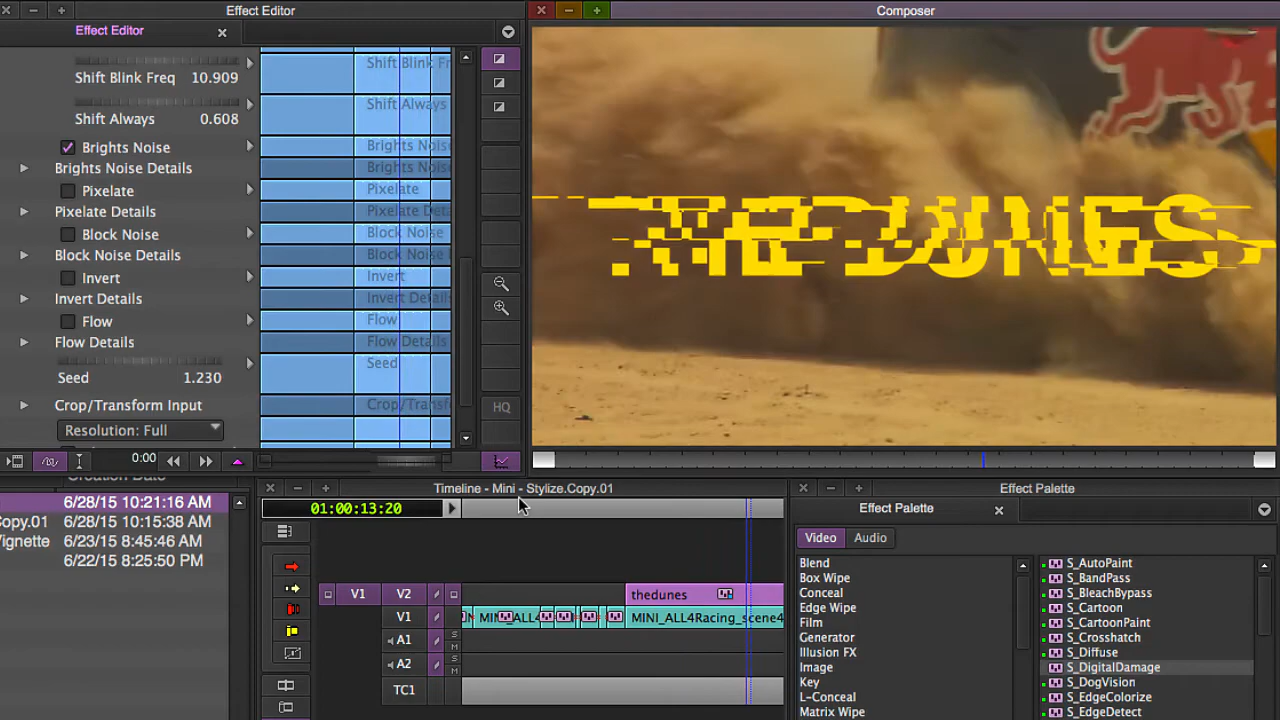 Effect Editor
Composer
Effect Editor
Shift Blink Freq 10.909
Shift Always 0.608
Brights Noise
Brights Noise Details
Pixelate
Pixelate Details
Block Noise
Block Noise Details
Invert
Invert Details
Flow
Flow Details
Seed 1.230
Crop/Transform Input
Resolution: Full
0:00
Shift Blink Fr
Shift Always
Brights Noise
Brights Nois
Pixelate
Pixelate Deta
Block Noise
Block Noise
Invert
Invert Detai
Flow
Flow Details
Seed
Crop/Transf
HQ
THE DUNES
Creation Date
6/28/15 10:21:16 AM
Copy.01 6/28/15 10:15:38 AM
Vignette 6/23/15 8:45:46 AM
6/22/15 8:25:50 PM
Timeline - Mini - Stylize.Copy.01
01:00:13:20
V1 V2 thedunes
V1 MINI_ALL4 MINI_ALL4Racing_scene4
A1 S M
A2 S M
TC1
Effect Palette
Effect Palette
Video Audio
Blend
Box Wipe
Conceal
Edge Wipe
Film
Generator
Illusion FX
Image
Key
L-Conceal
Matrix Wipe
S_AutoPaint
S_BandPass
S_BleachBypass
S_Cartoon
S_CartoonPaint
S_Crosshatch
S_Diffuse
S_DigitalDamage
S_DogVision
S_EdgeColorize
S_EdgeDetect